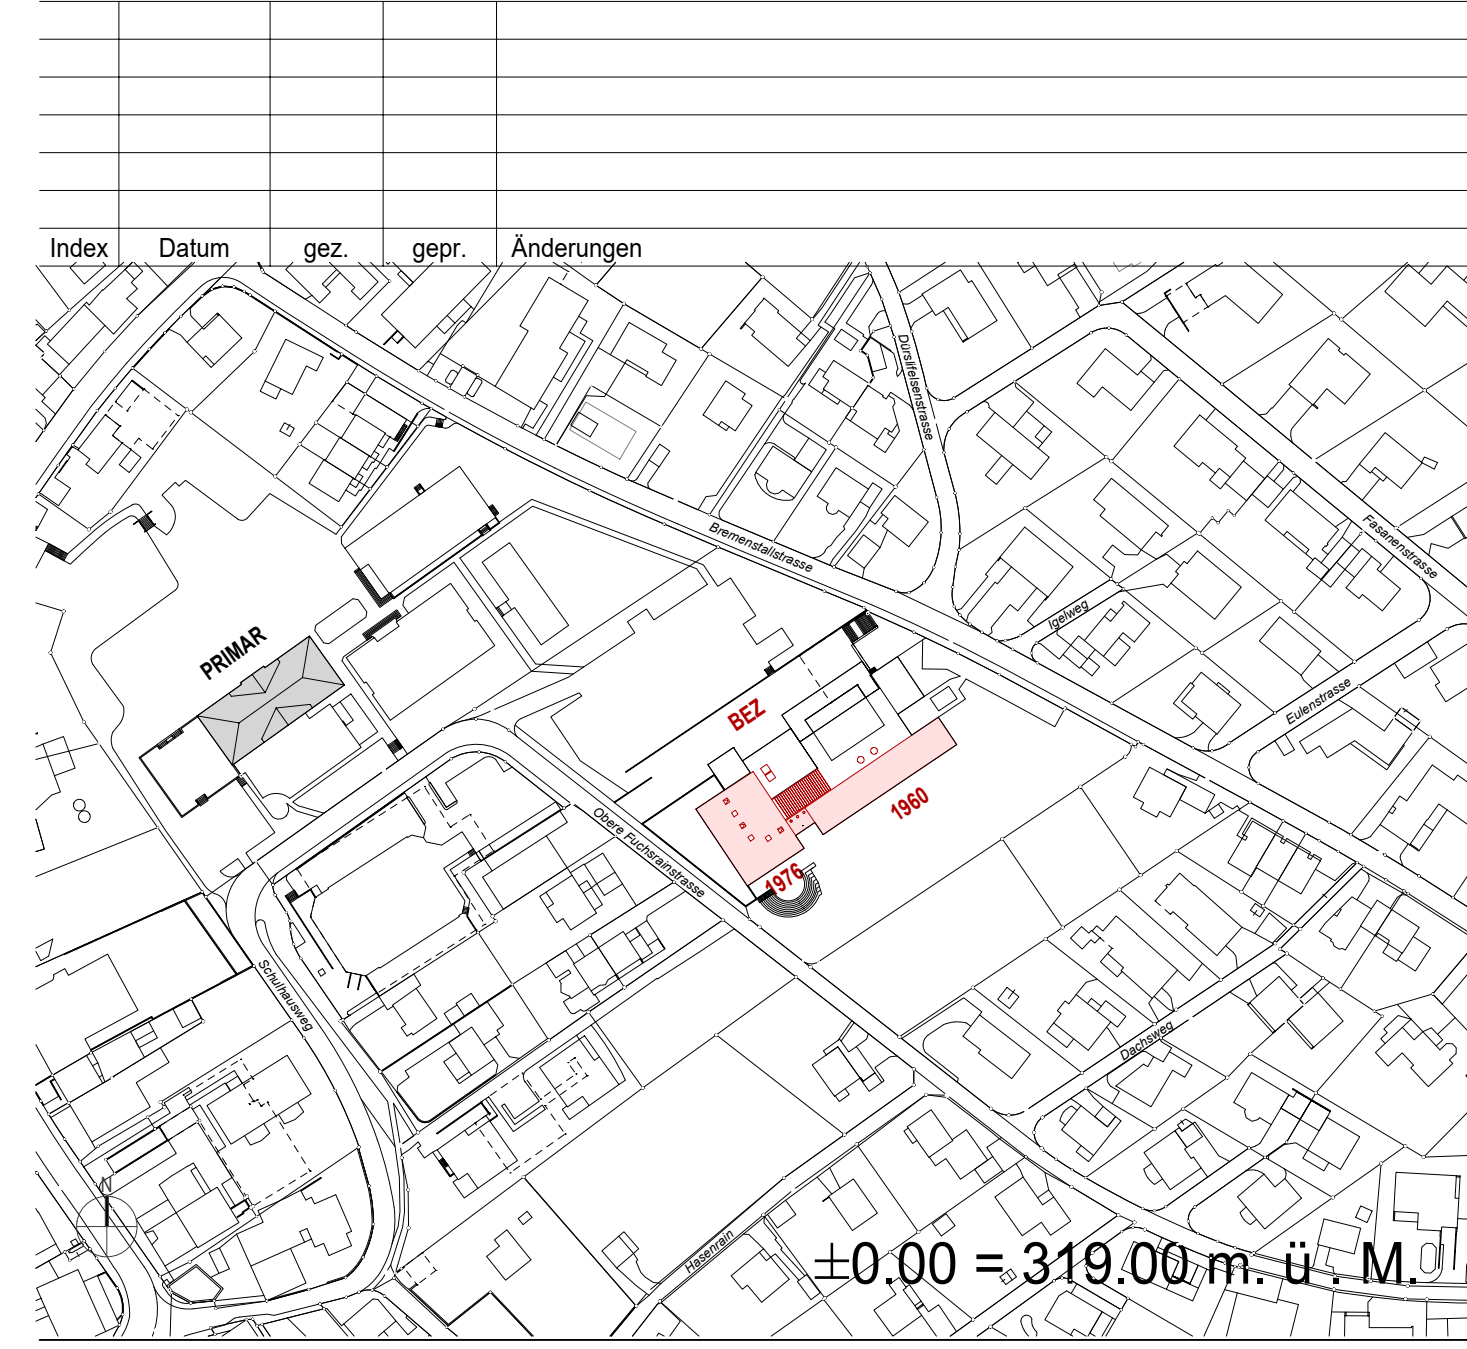 Index Datum gez. gepr. Änderungen
Dürslifelsenstrasse
Bremenstallstrasse
Fasanenstrasse
Igelweg
PRIMAR
Eulenstrasse
BEZ
1960
Obere Fuchsrainstrasse
1976
Schulhausweg
Dachsweg
N
Hasenrain
±0.00 = 319.00 m. ü . M.